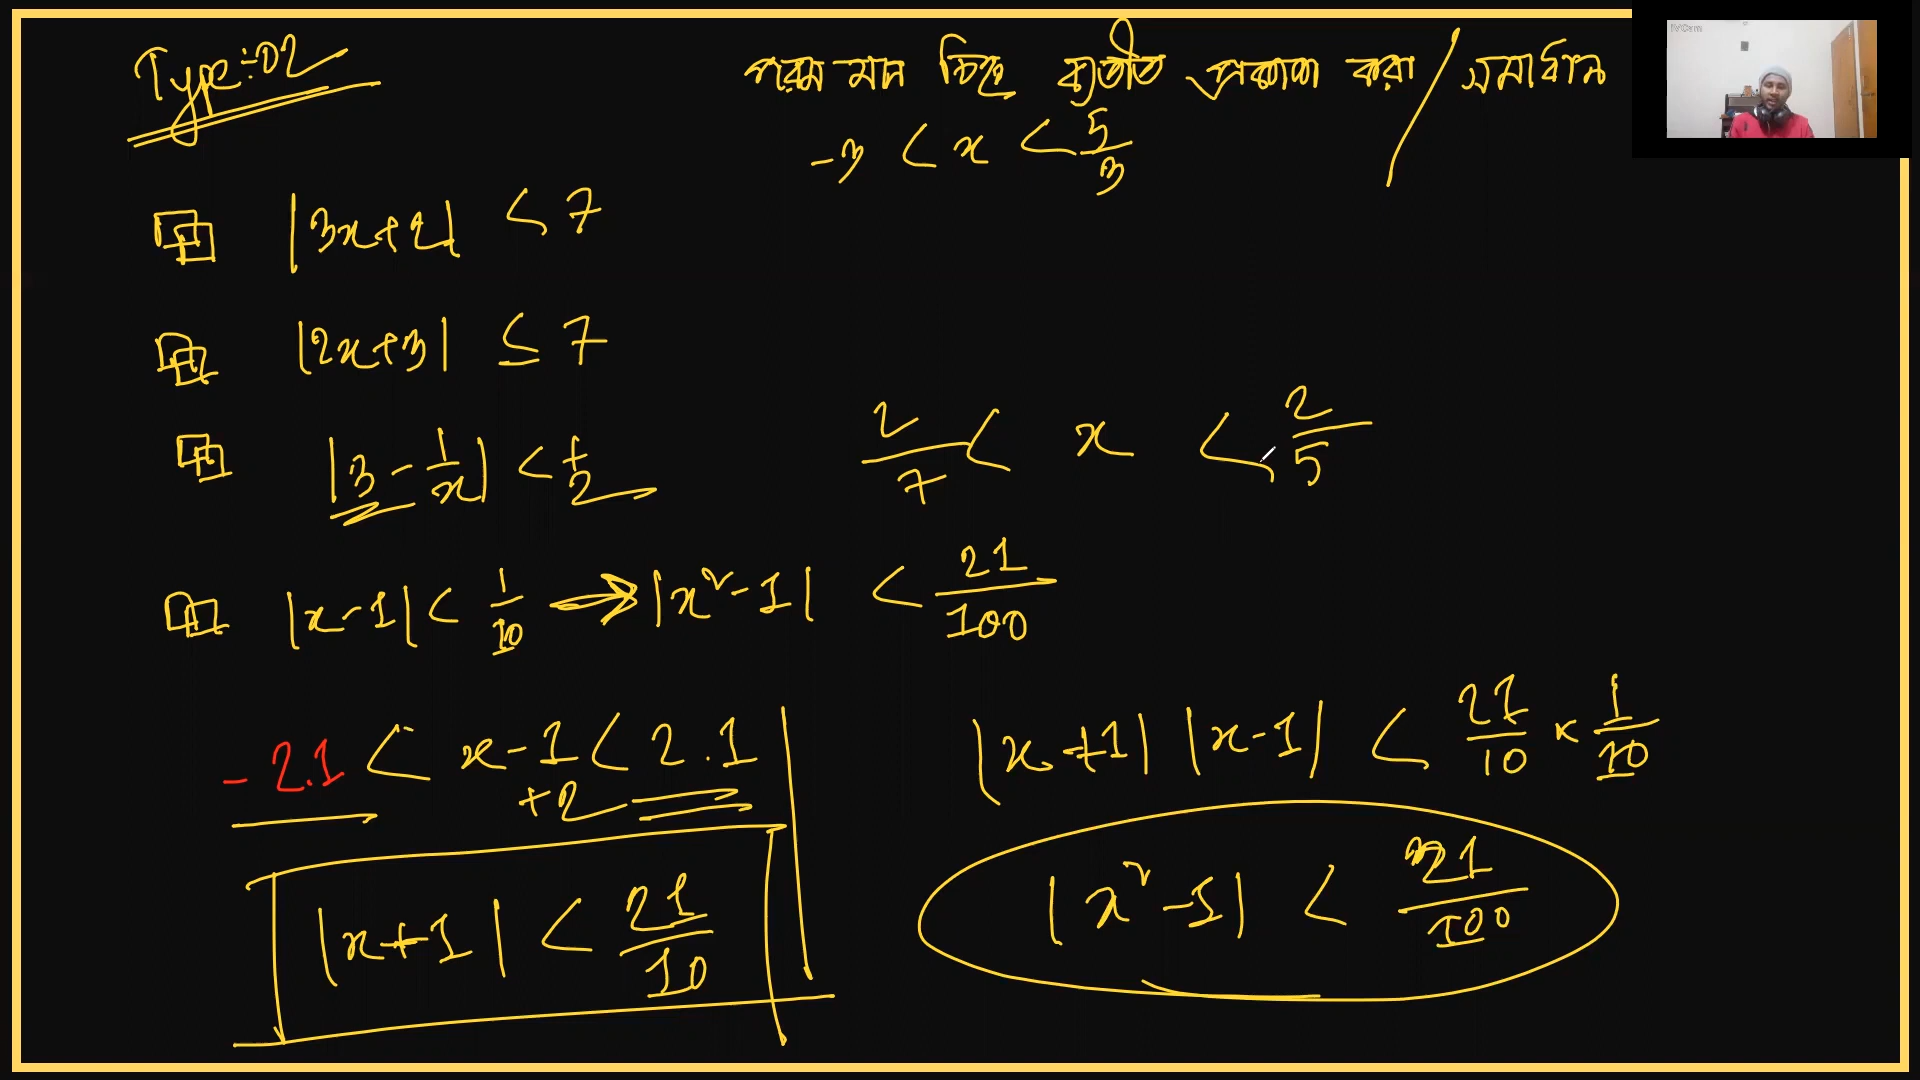 Type:02
পরম মান চিহ্ন ব্যতীত প্রকাশ করা / সমাধান
-3 < x < 5/3
|3x+2| < 7
|2x+3| ≤ 7
|3 - 1/x| < 1/2
2/7 < x < 2/5
|x-1| < 1/10 → |x²-1| < 21/100
-2.1 < x-1 < 2.1
+2
|x+1| < 21/10
|x+1| |x-1| < 21/10 × 1/10
|x²-1| < 21/100